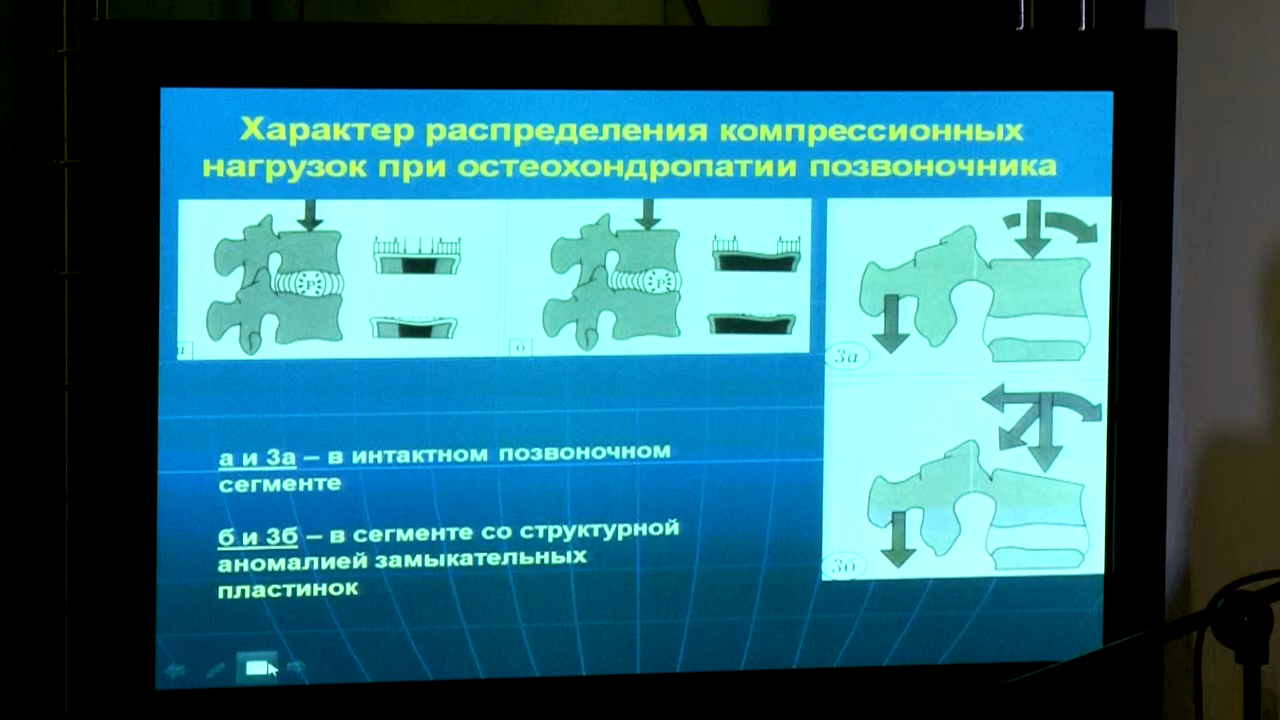 Характер распределения компрессионных
нагрузок при остеохондропатии позвоночника
P
P
б
3а
3б
а и 3а – в интактном позвоночном
сегменте
б и 3б – в сегменте со структурной
аномалией замыкательных
пластинок